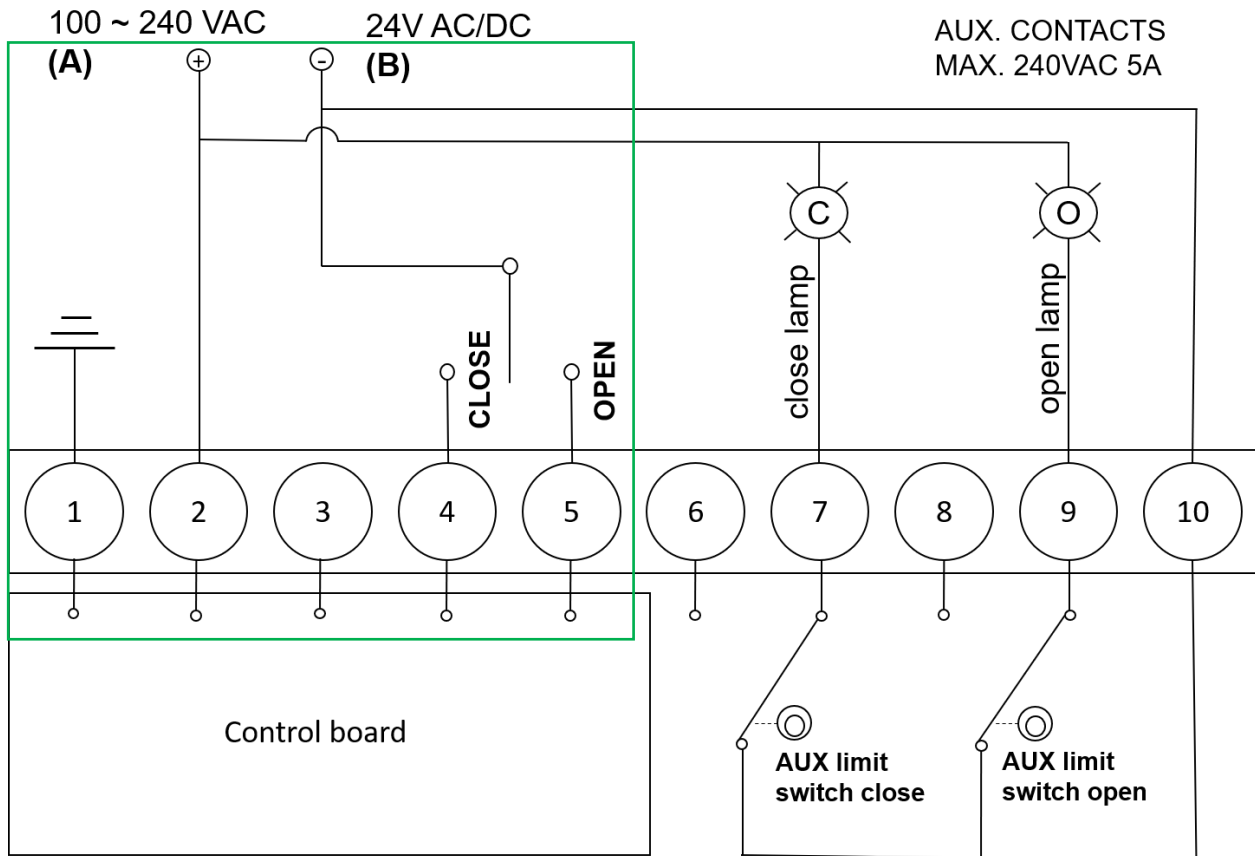 100 ~ 240 VAC
(A)
+
-
24V AC/DC
(B)
AUX. CONTACTS
MAX. 240VAC 5A
C
O
close lamp
open lamp
CLOSE
OPEN
1
2
3
4
5
6
7
8
9
10
Control board
AUX limit
switch close
AUX limit
switch open